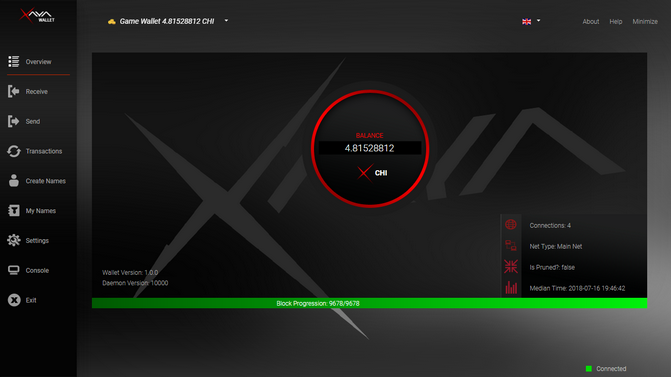 XAYA
WALLET
Game Wallet 4.81528812 CHI
About
Help
Minimize
Overview
Receive
Send
Transactions
Create Names
My Names
Settings
Console
Exit
BALANCE
4.81528812
CHI
Connections: 4
Net Type: Main Net
Is Pruned?: false
Median Time: 2018-07-16 19:46:42
Wallet Version: 1.0.0
Daemon Version: 10000
Block Progression: 9678/9678
Connected